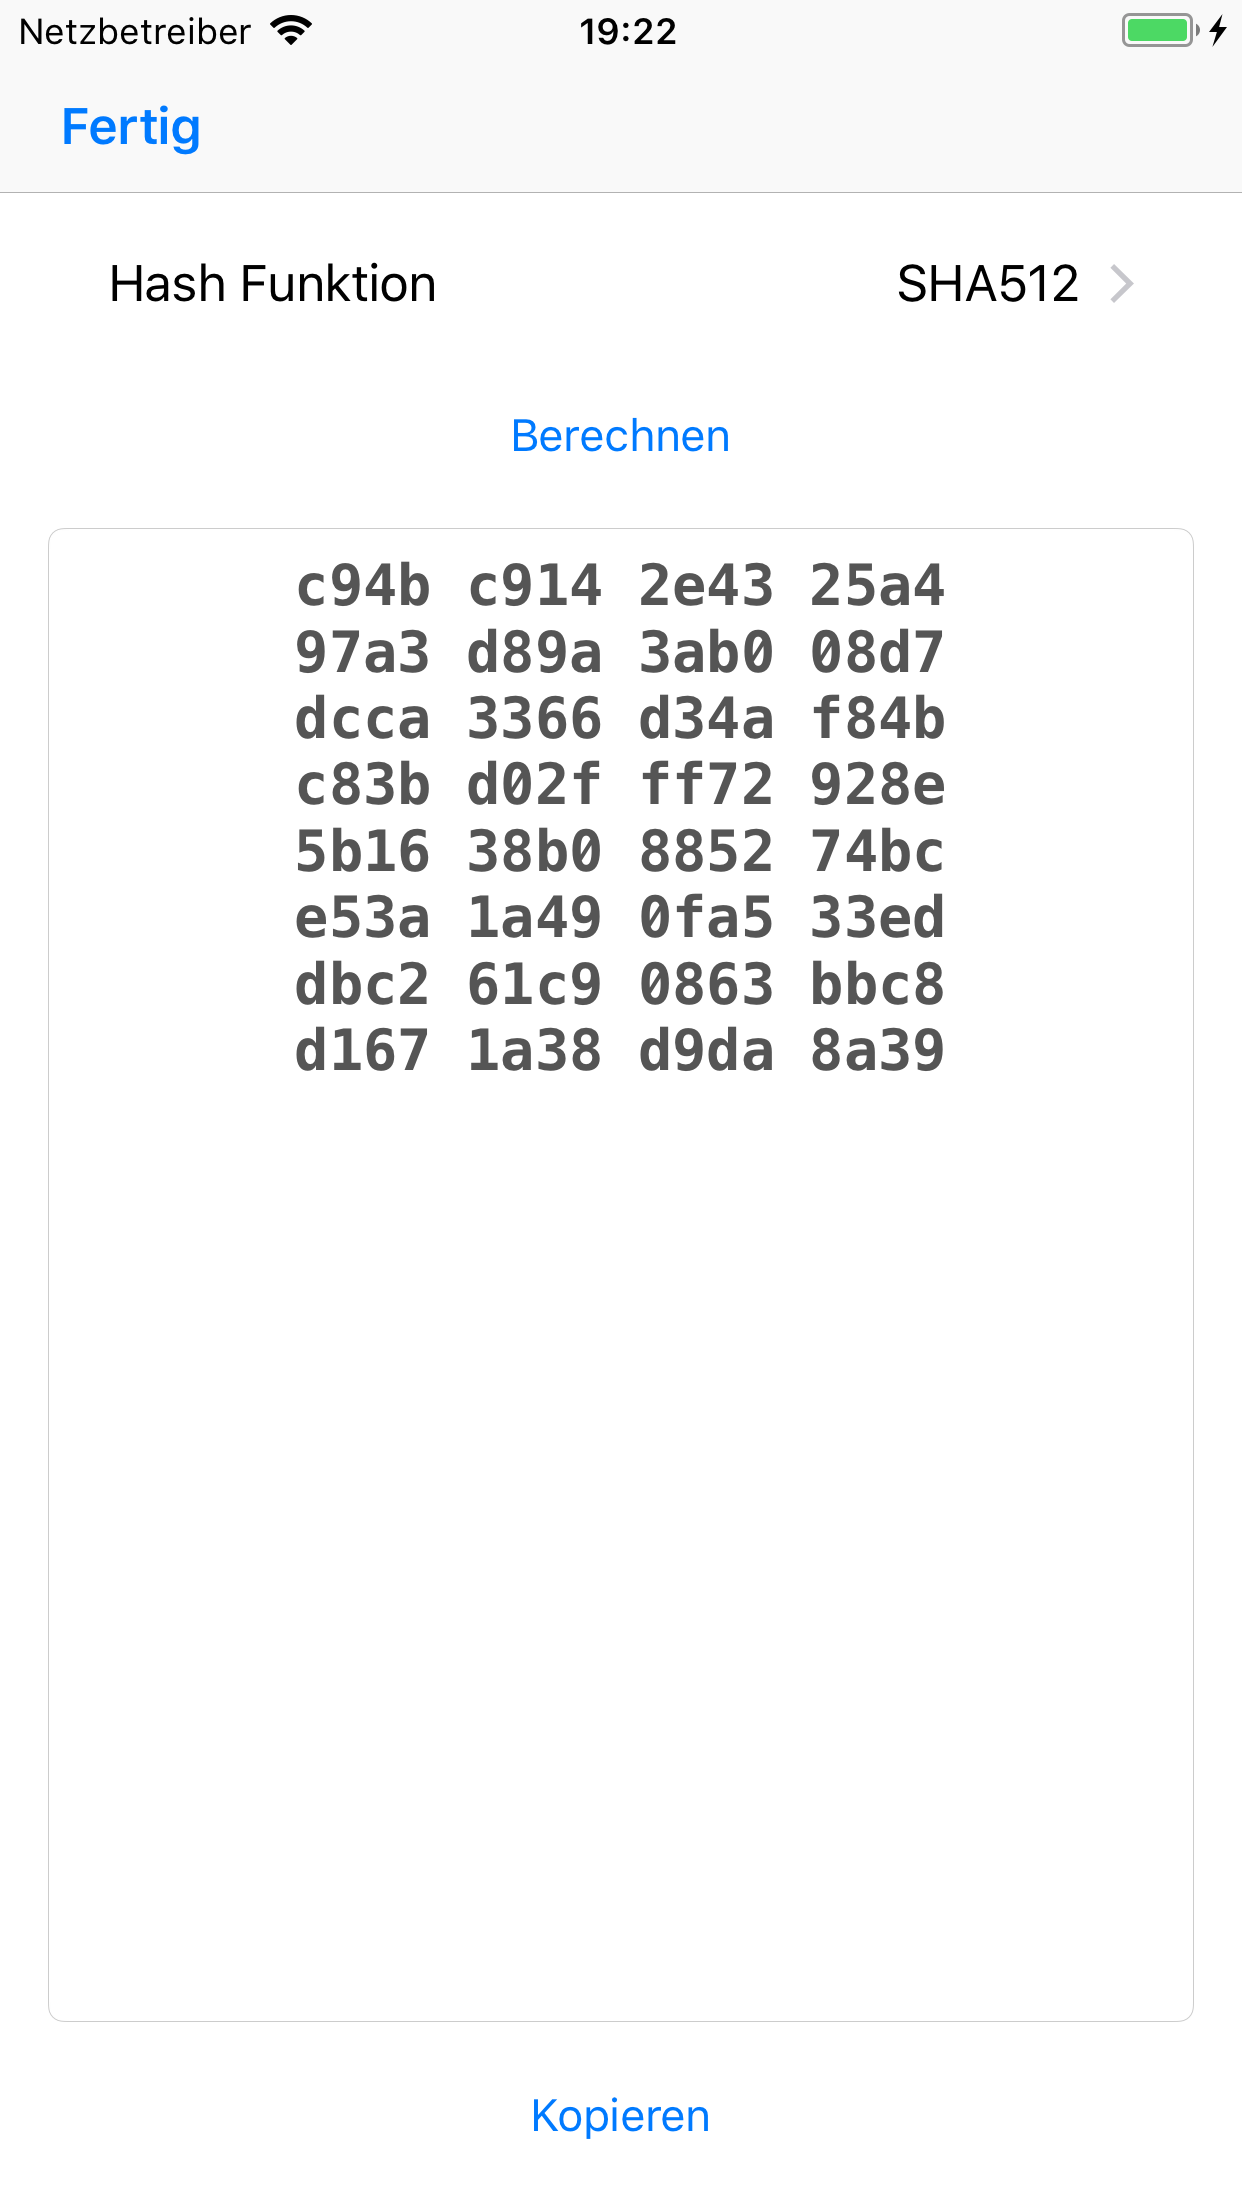 Netzbetreiber 19:22
Fertig
Hash Funktion SHA512
Berechnen
c94b c914 2e43 25a4
97a3 d89a 3ab0 08d7
dcca 3366 d34a f84b
c83b d02f ff72 928e
5b16 38b0 8852 74bc
e53a 1a49 0fa5 33ed
dbc2 61c9 0863 bbc8
d167 1a38 d9da 8a39
Kopieren